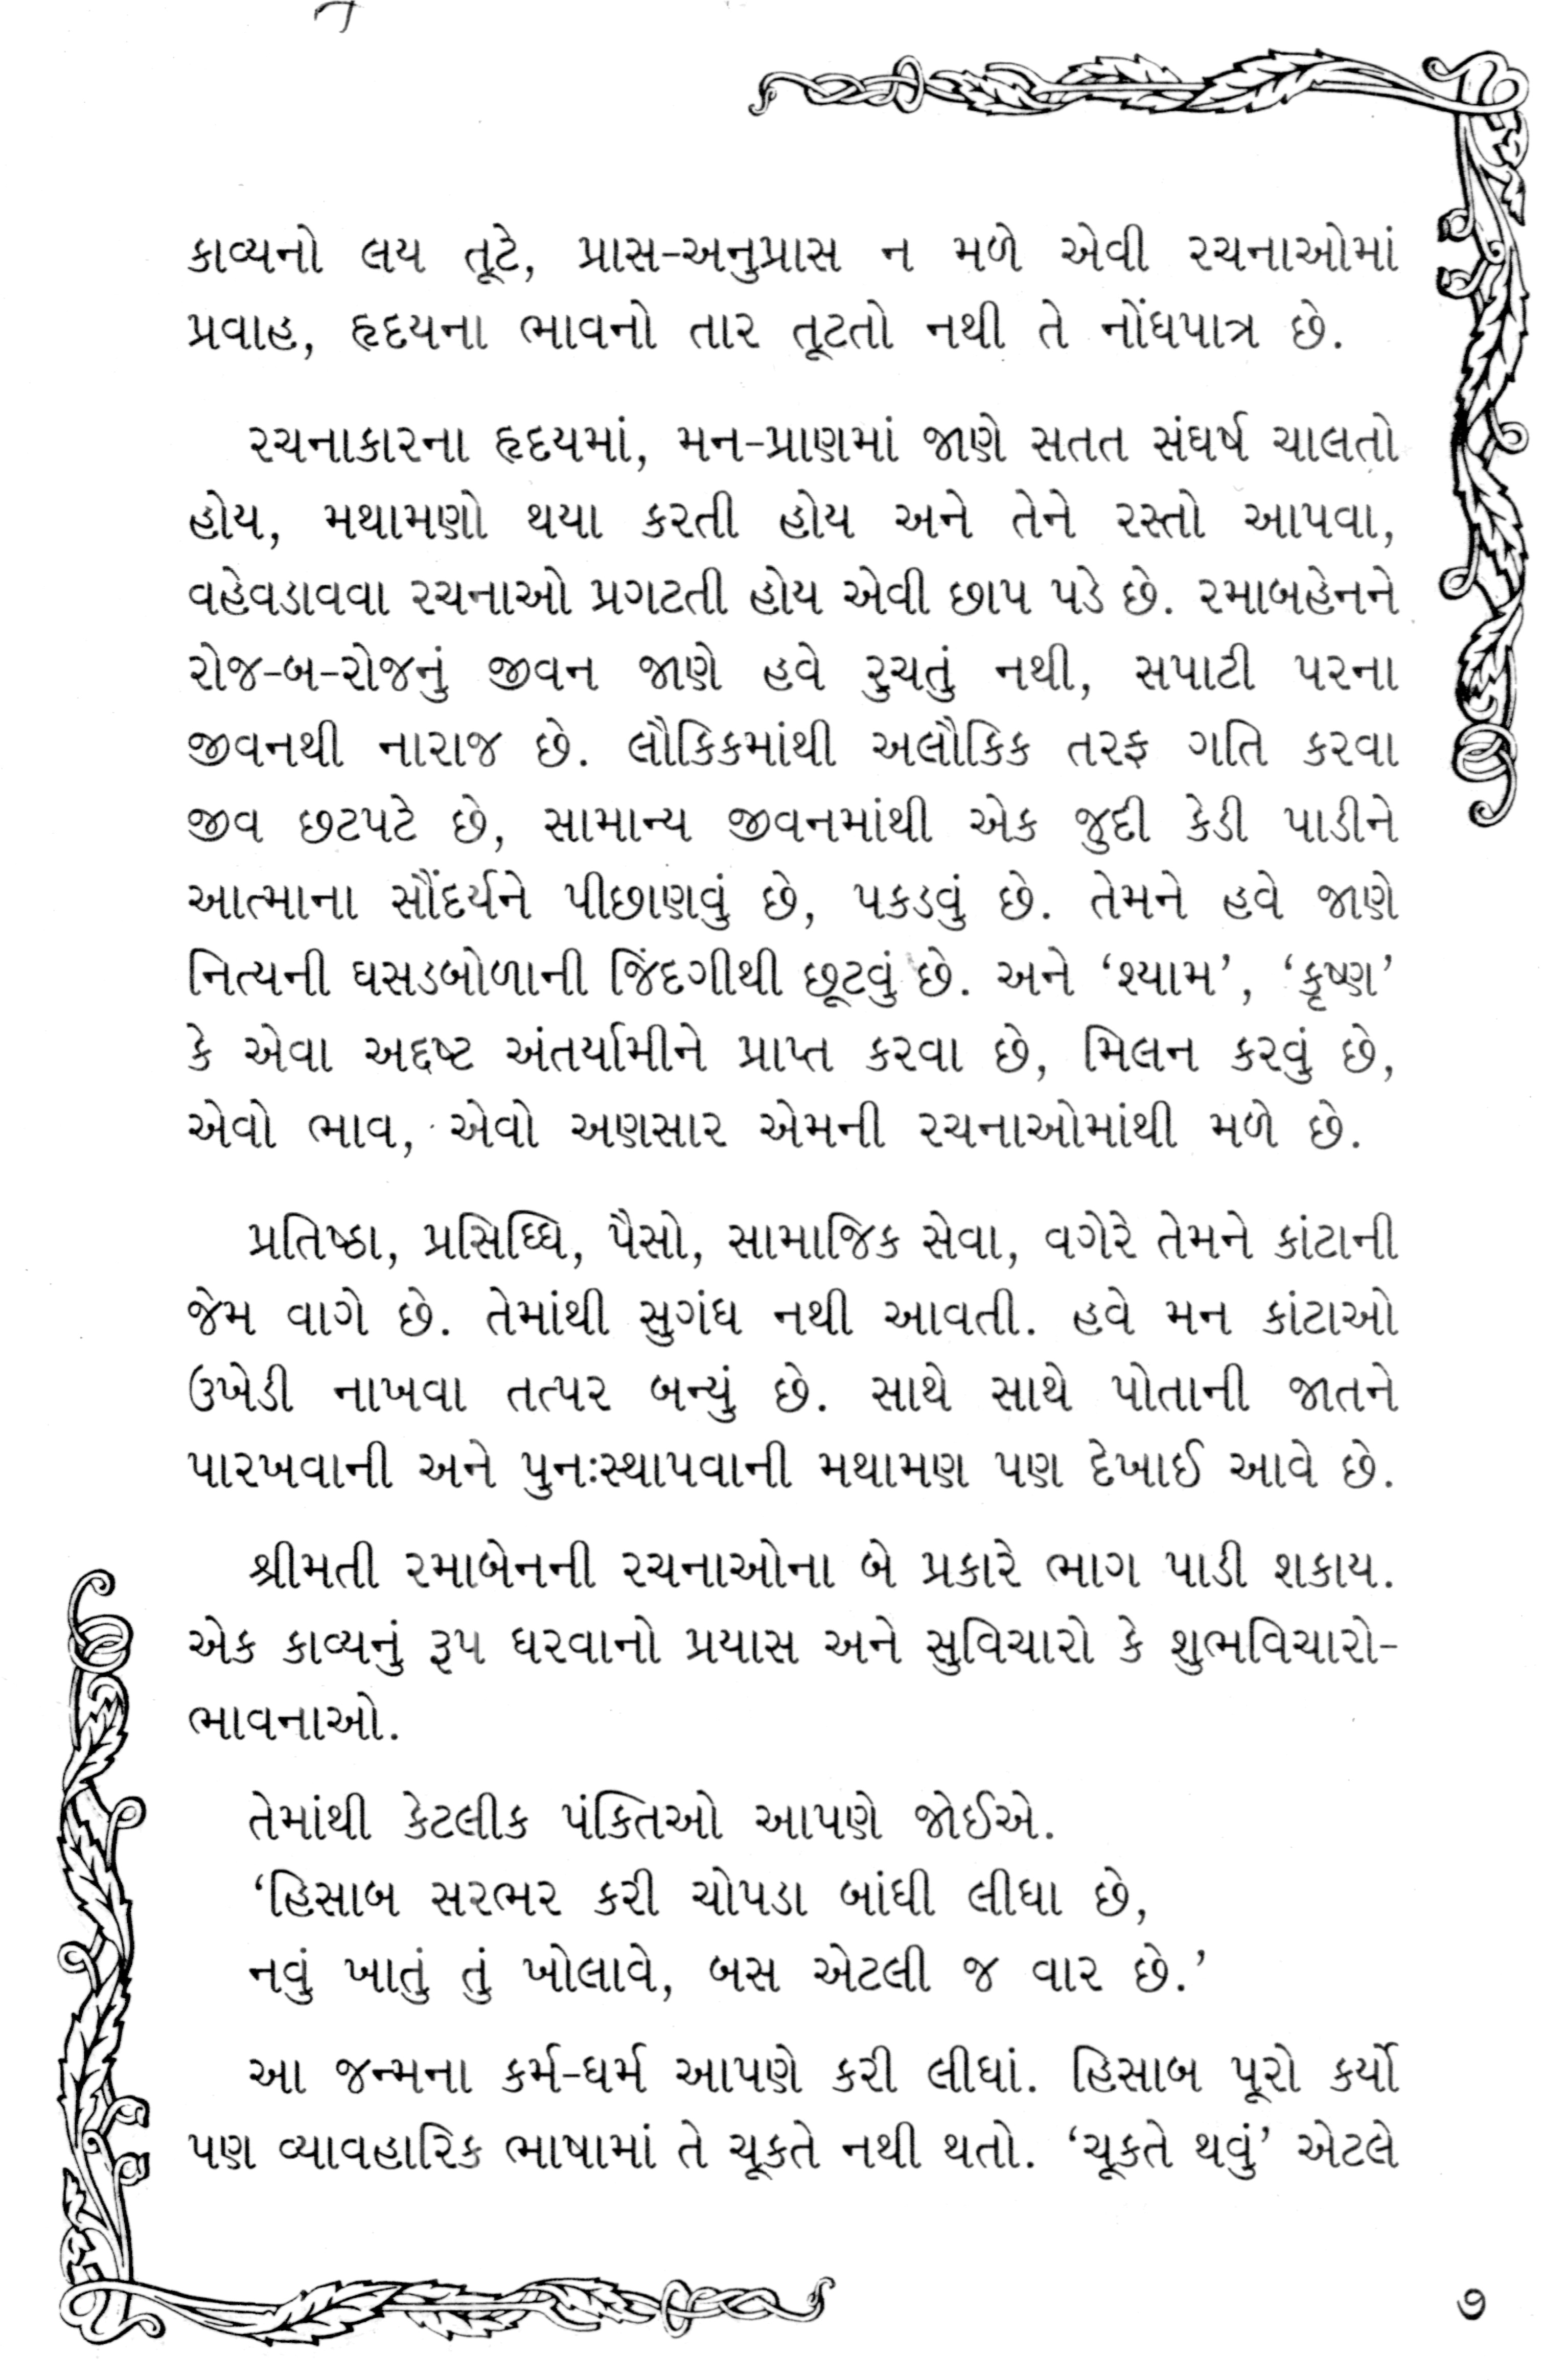 કાવ્યનો લય તૂટે, પ્રાસ-અનુપ્રાસ ન મળે એવી રચનાઓમાં
પ્રવાહ, હૃદયના ભાવનો તાર તૂટતો નથી તે નોંધપાત્ર છે.
રચનાકારના હૃદયમાં, મન-પ્રાણમાં જાણે સતત સંઘર્ષ ચાલતો
હોય, મથામણો થયા કરતી હોય અને તેને રસ્તો આપવા,
વહેવડાવવા રચનાઓ પ્રગટતી હોય એવી છાપ પડે છે. રમાબહેનને
રોજ-બ-રોજનું જીવન જાણે હવે રુચતું નથી, સપાટી પરના
જીવનથી નારાજ છે. લૌકિકમાંથી અલૌકિક તરફ ગતિ કરવા
જીવ છટપટે છે, સામાન્ય જીવનમાંથી એક જુદી કેડી પાડીને
આત્માના સૌંદર્યને પીછાણવું છે, પકડવું છે. તેમને હવે જાણે
નિત્યની ઘસડબોળાની જિંદગીથી છૂટવું છે. અને ‘શ્યામ’, ‘કૃષ્ણ’
કે એવા અદ્દષ્ટ અંતર્યામીને પ્રાપ્ત કરવા છે, મિલન કરવું છે,
એવો ભાવ, એવો અણસાર એમની રચનાઓમાંથી મળે છે.
પ્રતિષ્ઠા, પ્રસિધ્ધિ, પૈસો, સામાજિક સેવા, વગેરે તેમને કાંટાની
જેમ વાગે છે. તેમાંથી સુગંધ નથી આવતી. હવે મન કાંટાઓ
ઉખેડી નાખવા તત્પર બન્યું છે. સાથે સાથે પોતાની જાતને
પારખવાની અને પુનઃસ્થાપવાની મથામણ પણ દેખાઈ આવે છે.
શ્રીમતી રમાબેનની રચનાઓના બે પ્રકારે ભાગ પાડી શકાય.
એક કાવ્યનું રૂપ ધરવાનો પ્રયાસ અને સુવિચારો કે શુભવિચારો-
ભાવનાઓ.
તેમાંથી કેટલીક પંક્તિઓ આપણે જોઈએ.
‘હિસાબ સરભર કરી ચોપડા બાંધી લીધા છે,
નવું ખાતું તું ખોલાવે, બસ એટલી જ વાર છે.’
આ જન્મના કર્મ-ધર્મ આપણે કરી લીધાં. હિસાબ પૂરો કર્યો
પણ વ્યાવહારિક ભાષામાં તે ચૂકતે નથી થતો. ‘ચૂકતે થવું’ એટલે
૭